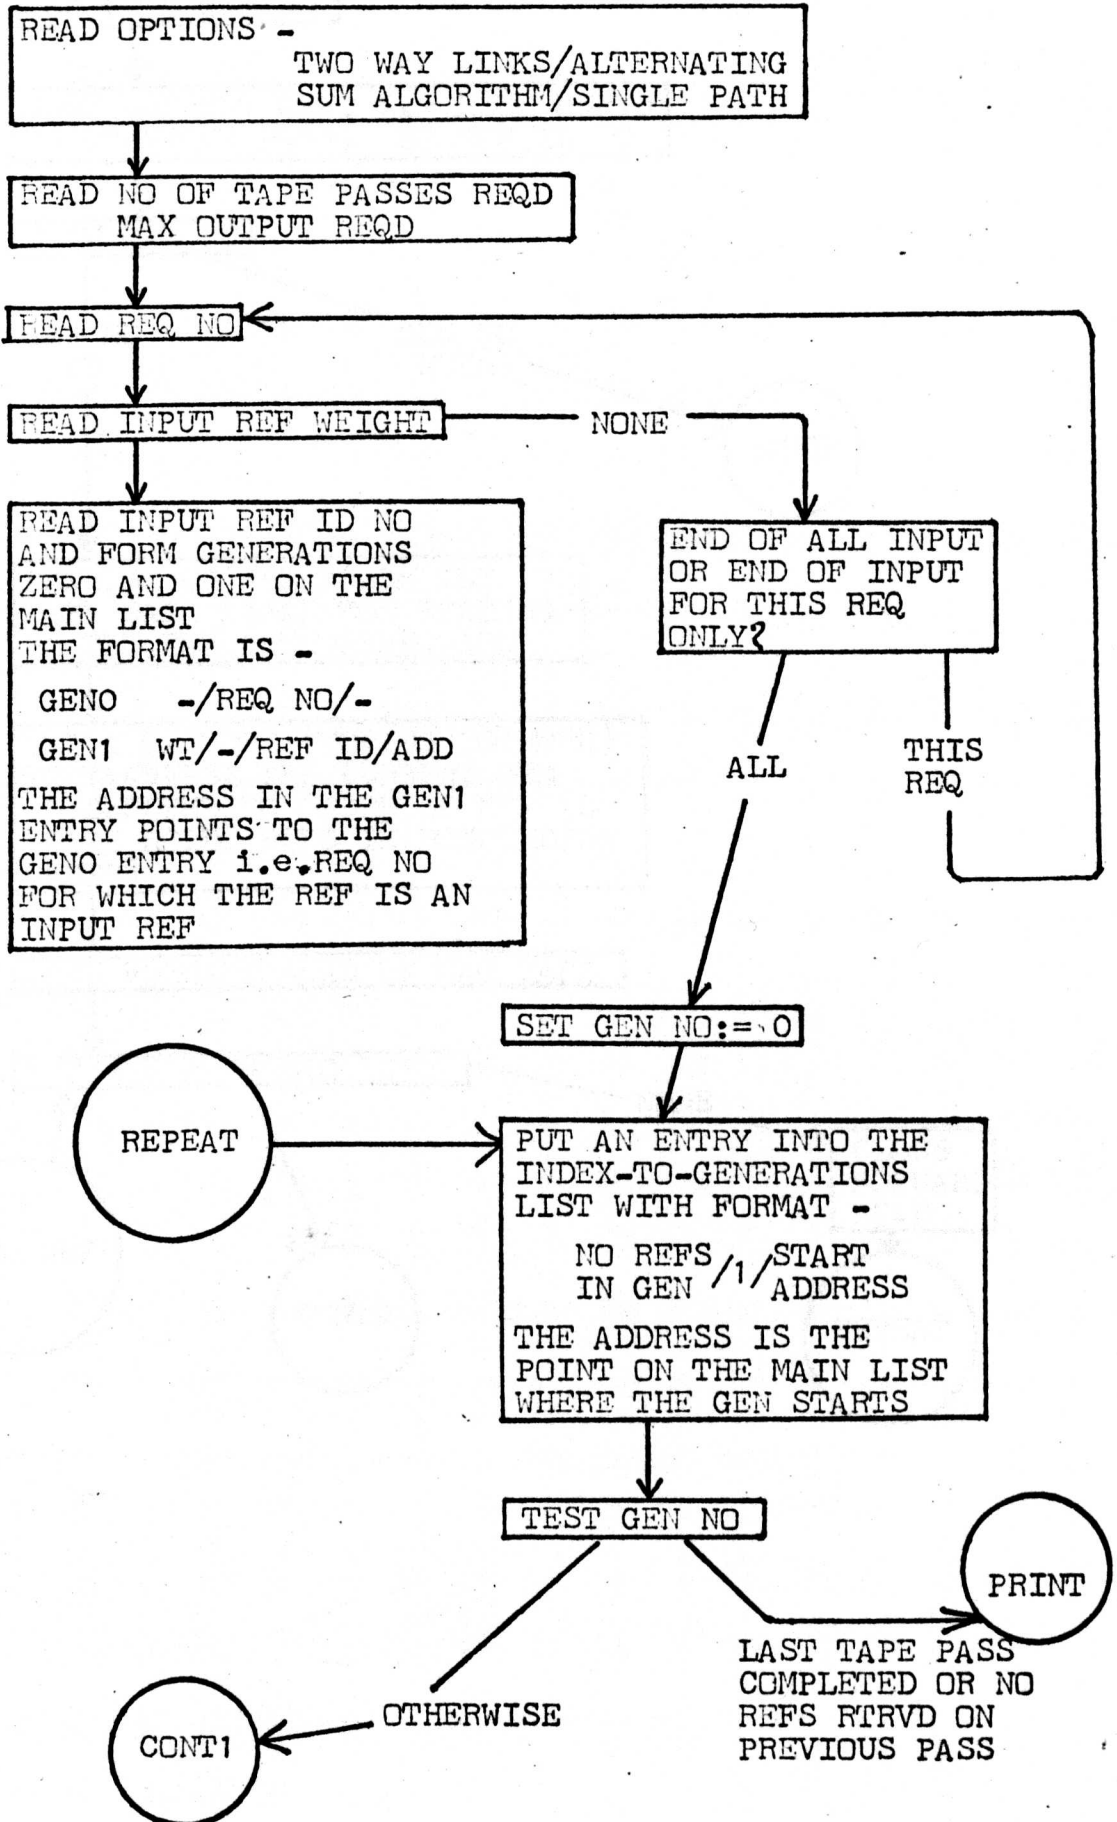 READ OPTIONS -
TWO WAY LINKS/ALTERNATING
SUM ALGORITHM/SINGLE PATH
READ NO OF TAPE PASSES REQD
MAX OUTPUT REQD
READ REQ NO
READ INPUT REF WEIGHT
NONE
READ INPUT REF ID NO
AND FORM GENERATIONS
ZERO AND ONE ON THE
MAIN LIST
THE FORMAT IS -
GEN0 -/REQ NO/-
GEN1 WT/-/REF ID/ADD
THE ADDRESS IN THE GEN1
ENTRY POINTS TO THE
GEN0 ENTRY i.e.REQ NO
FOR WHICH THE REF IS AN
INPUT REF
END OF ALL INPUT
OR END OF INPUT
FOR THIS REQ
ONLY?
ALL
THIS
REQ
SET GEN NO:= 0
REPEAT
PUT AN ENTRY INTO THE
INDEX-TO-GENERATIONS
LIST WITH FORMAT -
NO REFS /1/ START
IN GEN ADDRESS
THE ADDRESS IS THE
POINT ON THE MAIN LIST
WHERE THE GEN STARTS
TEST GEN NO
PRINT
LAST TAPE PASS
COMPLETED OR NO
REFS RTRVD ON
PREVIOUS PASS
OTHERWISE
CONT1